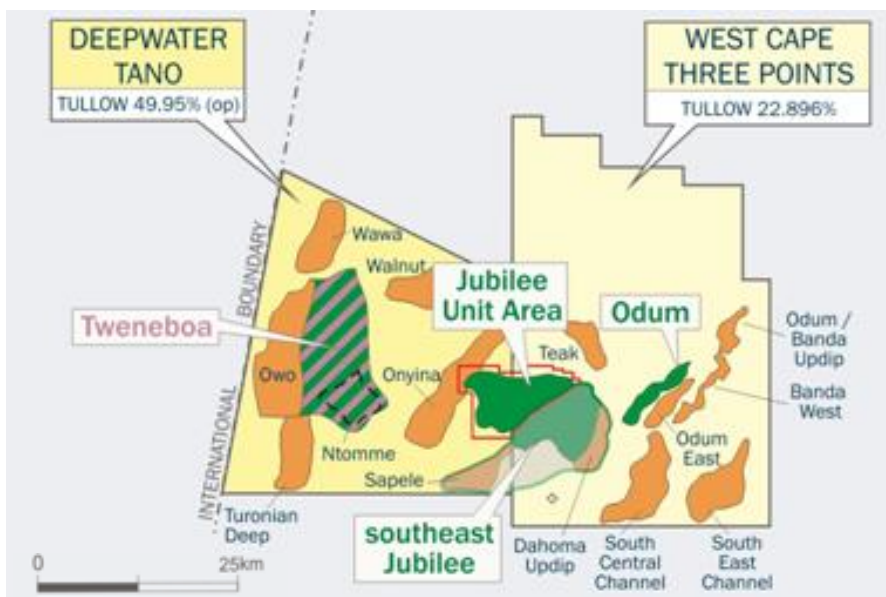 DEEPWATER
TANO
TULLOW 49.95% (op)
WEST CAPE
THREE POINTS
TULLOW 22.896%
INTERNATIONAL
BOUNDARY
Wawa
Walnut
Jubilee
Unit Area
Odum
Tweneboa
Odum /
Banda
Updip
Teak
Owo
Onyina
Banda
West
Ntomme
Odum
East
Sapele
Turonian
Deep
southeast
Jubilee
Dahoma
Updip
South
Central
Channel
South
East
Channel
0
25km